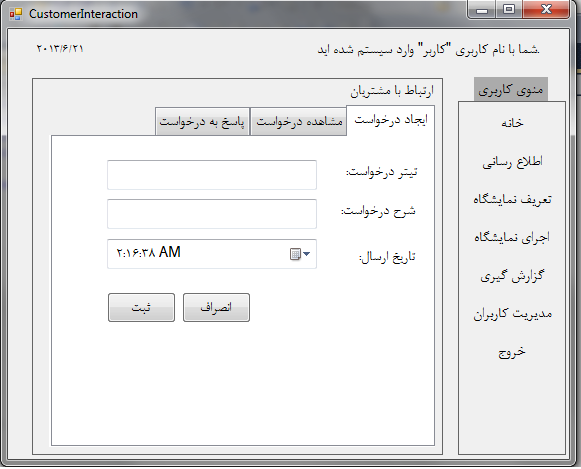 CustomerInteraction
شما با نام کاربری "کاربر" وارد سیستم شده اید.
۲۰۱۳/۶/۲۱
منوی کاربری
خانه
اطلاع رسانی
تعریف نمایشگاه
اجرای نمایشگاه
گزارش گیری
مدیریت کاربران
خروج
ارتباط با مشتریان
ایجاد درخواست
مشاهده درخواست
پاسخ به درخواست
تیتر درخواست:
شرح درخواست:
تاریخ ارسال:
۲:۱۶:۳۸ AM
انصراف
ثبت